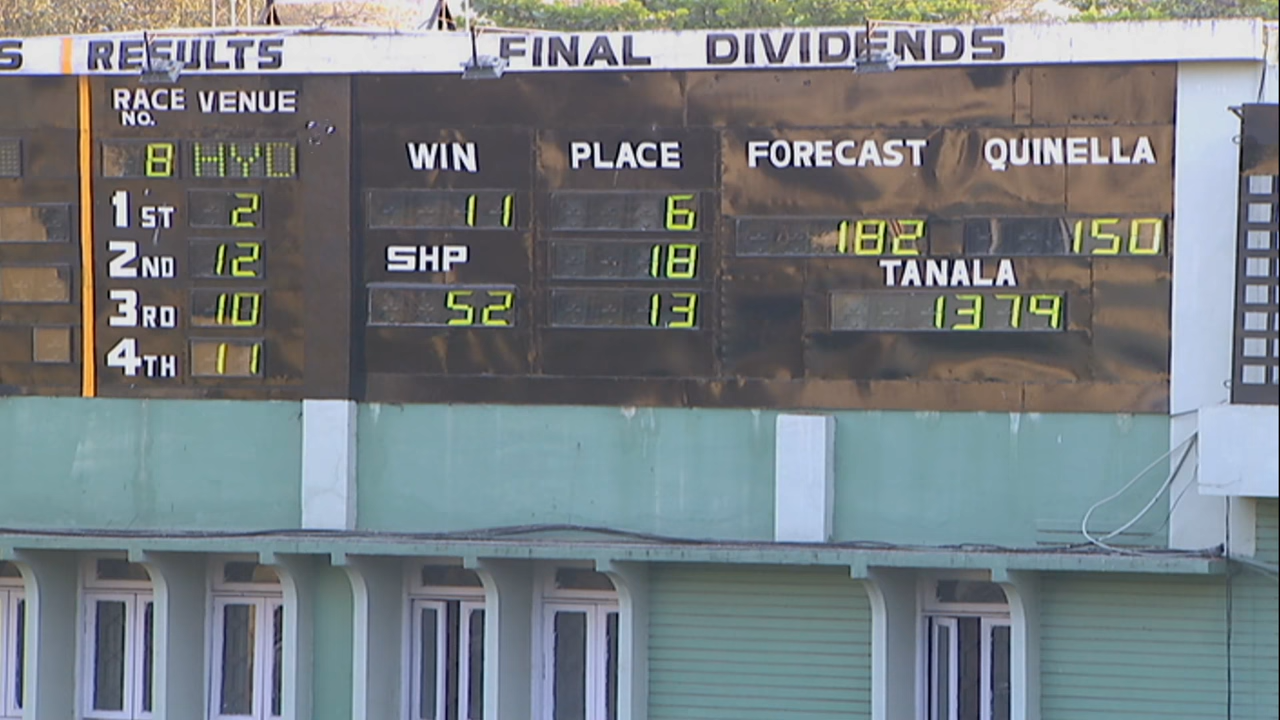 S RESULTS FINAL DIVIDENDS
RACE NO. VENUE
8 HYD
1ST 2
2ND 12
3RD 10
4TH 11
WIN
11
SHP
52
PLACE
6
18
13
FORECAST QUINELLA
182 150
TANALA
1379